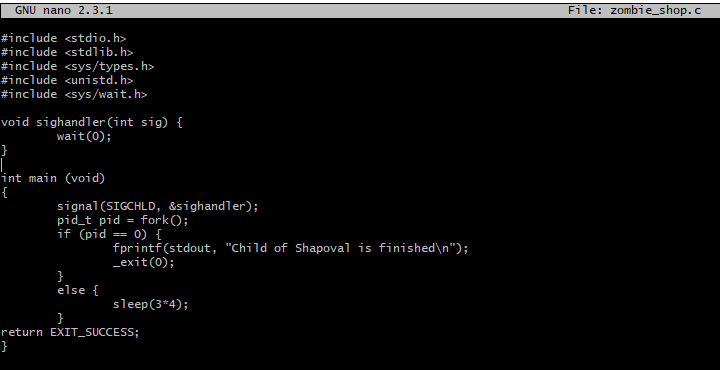 GNU nano 2.3.1 File: zombie_shop.c
#include <stdio.h>
#include <stdlib.h>
#include <sys/types.h>
#include <unistd.h>
#include <sys/wait.h>
void sighandler(int sig) {
wait(0);
}
int main (void)
{
signal(SIGCHLD, &sighandler);
pid_t pid = fork();
if (pid == 0) {
fprintf(stdout, "Child of Shapoval is finished\n");
_exit(0);
}
else {
sleep(3*4);
}
return EXIT_SUCCESS;
}